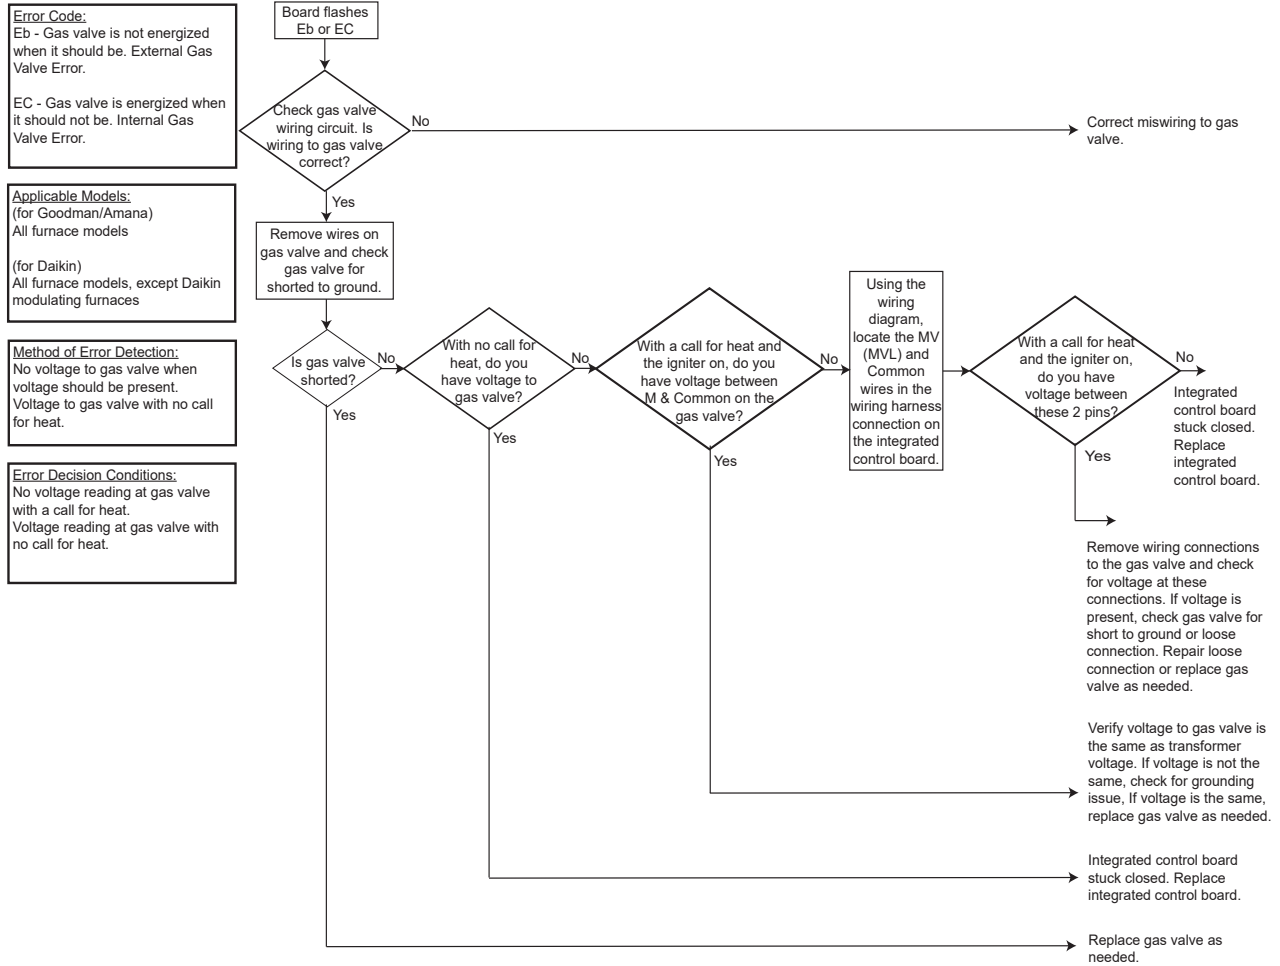 Error Code:
Eb - Gas valve is not energized
when it should be. External Gas
Valve Error.
EC - Gas valve is energized when
it should not be. Internal Gas
Valve Error.
Applicable Models:
(for Goodman/Amana)
All furnace models
(for Daikin)
All furnace models, except Daikin
modulating furnaces
Method of Error Detection:
No voltage to gas valve when
voltage should be present.
Voltage to gas valve with no call
for heat.
Error Decision Conditions:
No voltage reading at gas valve
with a call for heat.
Voltage reading at gas valve with
no call for heat.
Board flashes
Eb or EC
Check gas valve
wiring circuit. Is
wiring to gas valve
correct?
No
Correct miswiring to gas
valve.
Yes
Remove wires on
gas valve and check
gas valve for
shorted to ground.
Is gas valve
shorted?
No
Yes
With no call for
heat, do you
have voltage to
gas valve?
No
Yes
With a call for heat and
the igniter on, do you
have voltage between
M & Common on the
gas valve?
No
Yes
Using the
wiring
diagram,
locate the MV
(MVL) and
Common
wires in the
wiring harness
connection on
the integrated
control board.
With a call for heat
and the igniter on,
do you have
voltage between
these 2 pins?
No
Integrated
control board
stuck closed.
Replace
integrated
control board.
Yes
Remove wiring connections
to the gas valve and check
for voltage at these
connections. If voltage is
present, check gas valve for
short to ground or loose
connection. Repair loose
connection or replace gas
valve as needed.
Verify voltage to gas valve is
the same as transformer
voltage. If voltage is not the
same, check for grounding
issue, If voltage is the same,
replace gas valve as needed.
Integrated control board
stuck closed. Replace
integrated control board.
Replace gas valve as
needed.